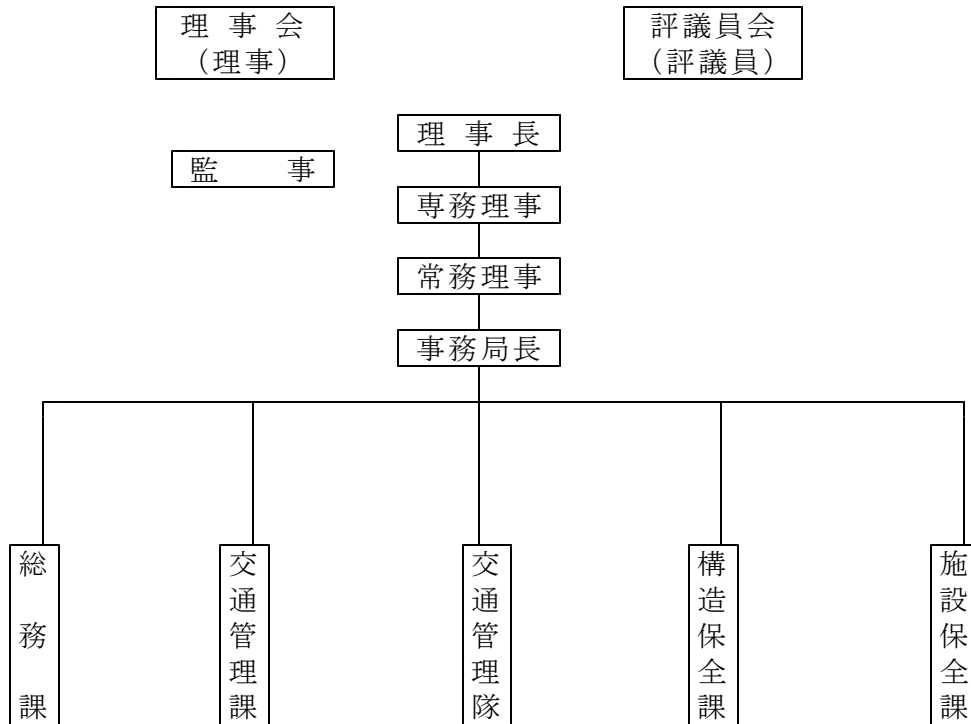 理事会
（理事）
評議員会
（評議員）
理事長
監事
専務理事
常務理事
事務局長
総務課
交通管理課
交通管理隊
構造保全課
施設保全課